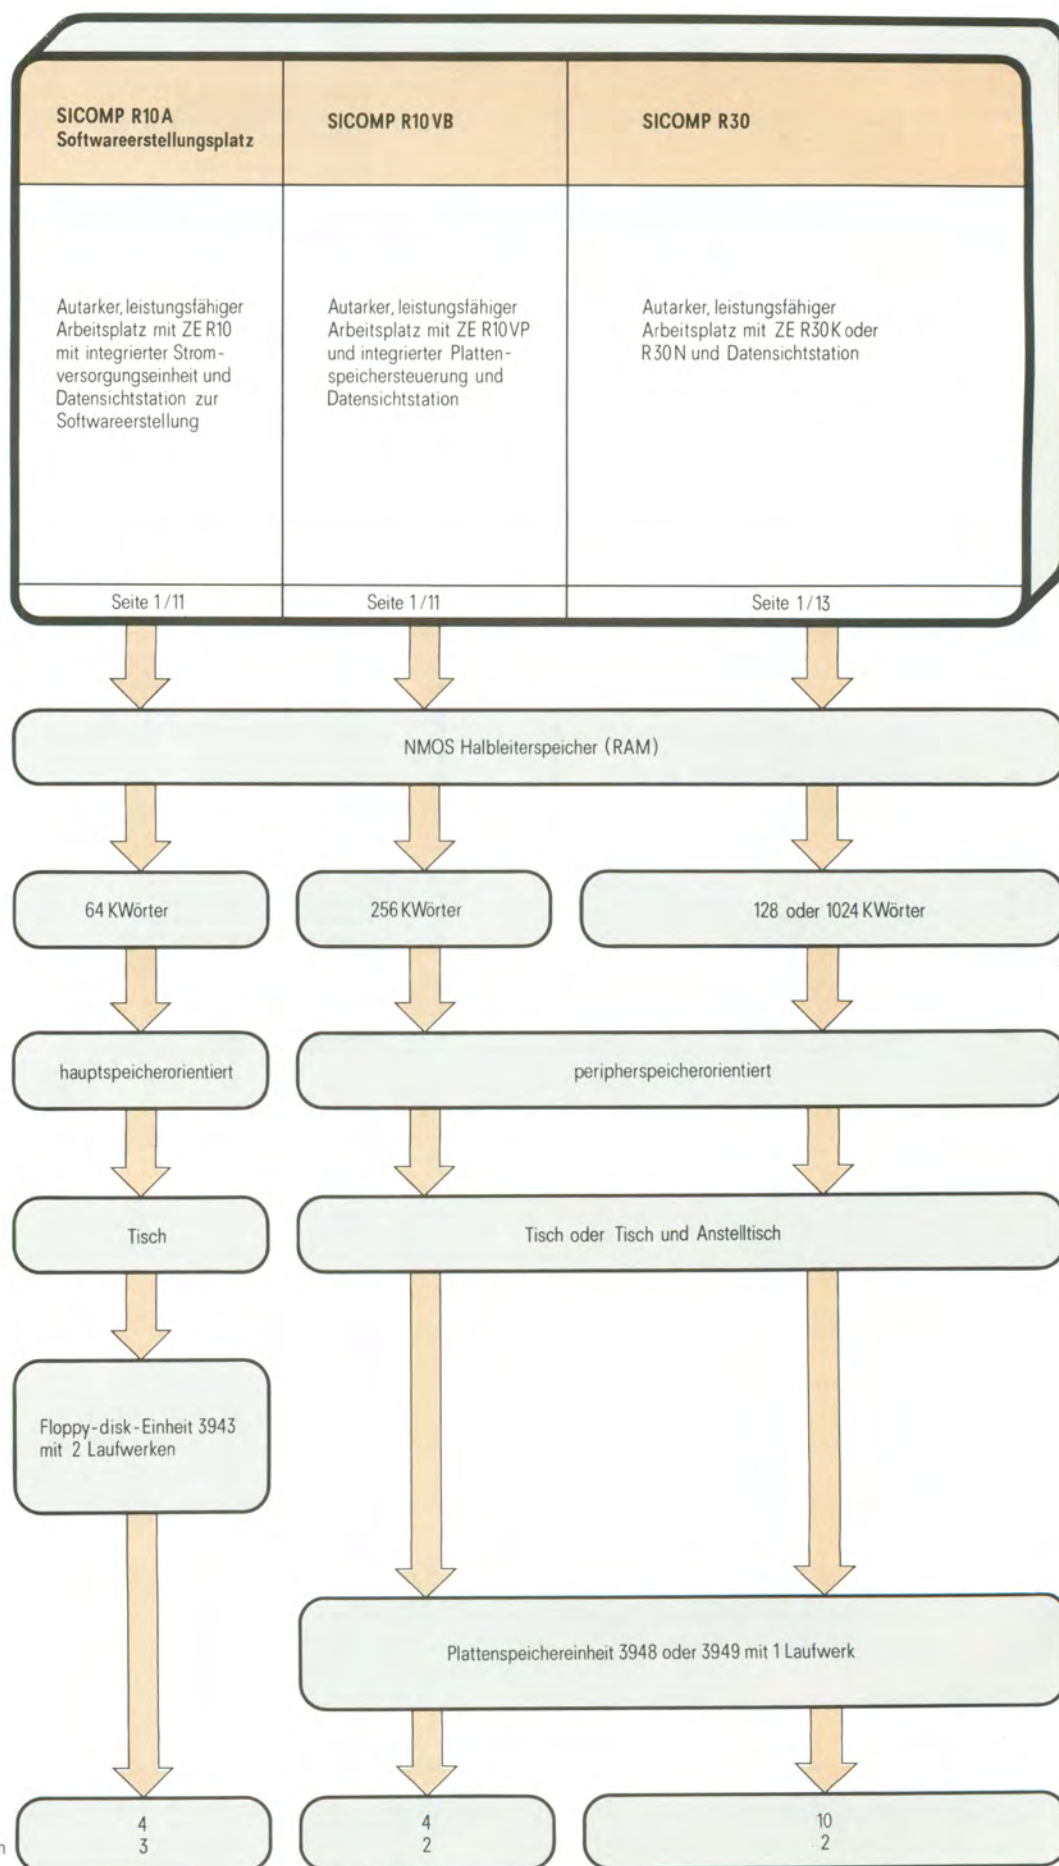 SICOMP R10A
Softwareerstellungsplatz
SICOMP R10VB
SICOMP R30
Autarker, leistungsfähiger
Arbeitsplatz mit ZE R10
mit integrierter Strom-
versorgungseinheit und
Datensichtstation zur
Softwareerstellung
Autarker, leistungsfähiger
Arbeitsplatz mit ZE R10VP
und integrierter Platten-
speichersteuerung und
Datensichtstation
Autarker, leistungsfähiger
Arbeitsplatz mit ZE R30K oder
R30N und Datensichtstation
Seite 1/11
Seite 1/11
Seite 1/13
NMOS Halbleiterspeicher (RAM)
64 KWörter
256 KWörter
128 oder 1024 KWörter
hauptspeicherorientiert
peripherspeicherorientiert
Tisch
Tisch oder Tisch und Anstelltisch
Floppy-disk-Einheit 3943
mit 2 Laufwerken
Plattenspeichereinheit 3948 oder 3949 mit 1 Laufwerk
4
3
4
2
10
2